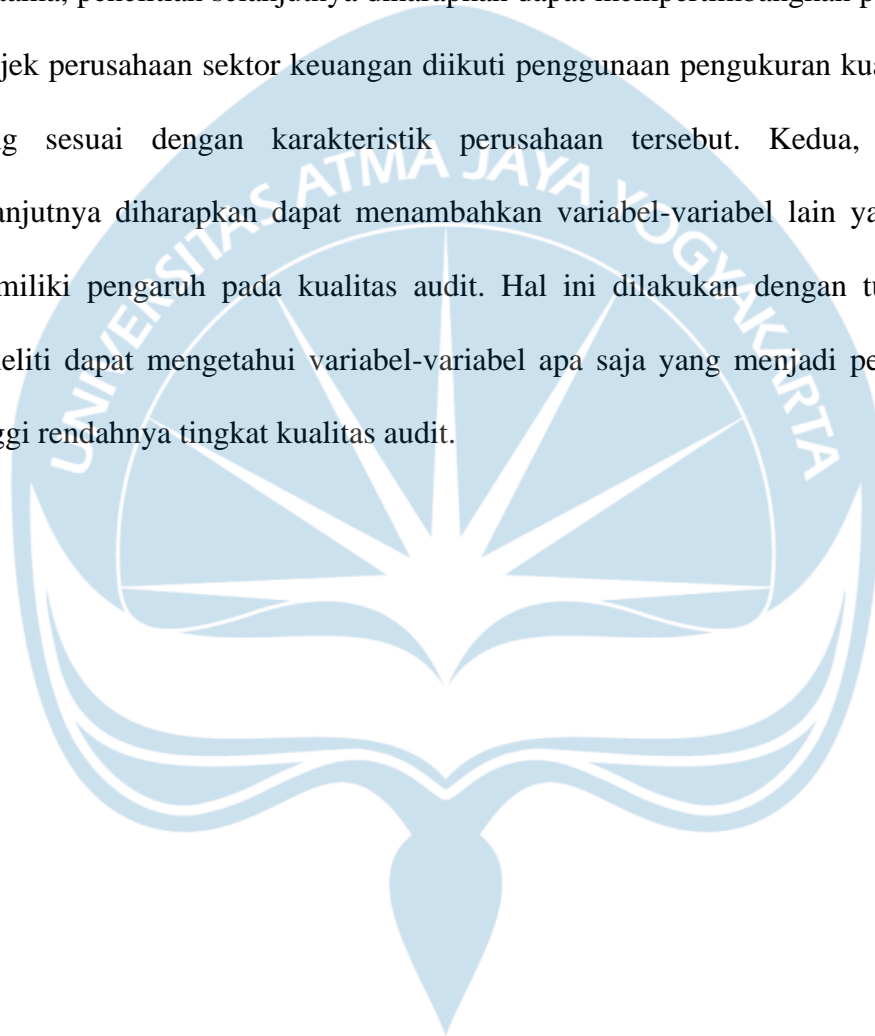 tama, penelitian selanjutnya diharapkan dapat mempertimbangkan p
jek perusahaan sektor keuangan diikuti penggunaan pengukuran kua
g sesuai dengan karakteristik perusahaan tersebut. Kedua,
anjutnya diharapkan dapat menambahkan variabel-variabel lain ya
miliki pengaruh pada kualitas audit. Hal ini dilakukan dengan tu
eliti dapat mengetahui variabel-variabel apa saja yang menjadi pe
ggi rendahnya tingkat kualitas audit.
UNIVERSITAS ATMA JAYA YOGYAKARTA